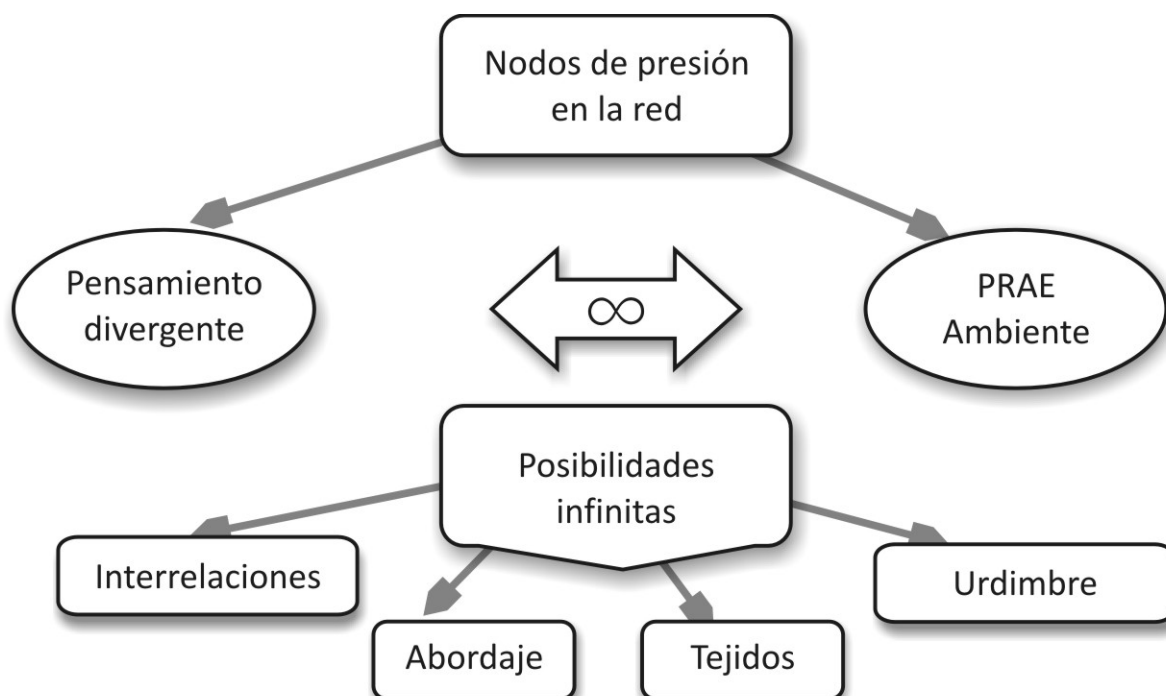 Nodos de presión
en la red
Pensamiento
divergente
∞
PRAE
Ambiente
Posibilidades
infinitas
Interrelaciones
Urdimbre
Abordaje
Tejidos